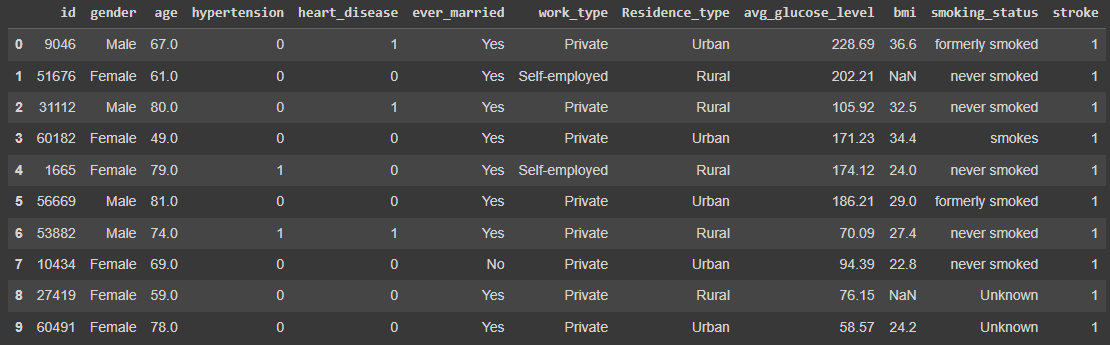 id gender age hypertension heart_disease ever_married work_type Residence_type avg_glucose_level bmi smoking_status stroke
0 9046 Male 67.0 0 1 Yes Private Urban 228.69 36.6 formerly smoked 1
1 51676 Female 61.0 0 0 Yes Self-employed Rural 202.21 NaN never smoked 1
2 31112 Male 80.0 0 1 Yes Private Rural 105.92 32.5 never smoked 1
3 60182 Female 49.0 0 0 Yes Private Urban 171.23 34.4 smokes 1
4 1665 Female 79.0 1 0 Yes Self-employed Rural 174.12 24.0 never smoked 1
5 56669 Male 81.0 0 0 Yes Private Urban 186.21 29.0 formerly smoked 1
6 53882 Male 74.0 1 1 Yes Private Rural 70.09 27.4 never smoked 1
7 10434 Female 69.0 0 0 No Private Urban 94.39 22.8 never smoked 1
8 27419 Female 59.0 0 0 Yes Private Rural 76.15 NaN Unknown 1
9 60491 Female 78.0 0 0 Yes Private Urban 58.57 24.2 Unknown 1